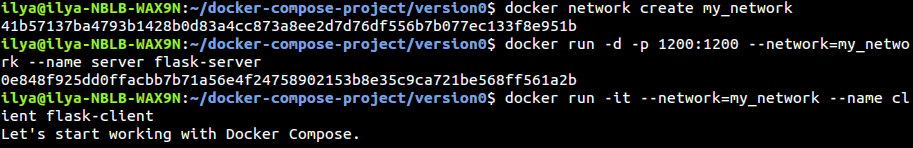 ilya@ilya-NBLB-WAX9N:~/docker-compose-project/version0$ docker network create my_network
41b57137ba4793b1428b0d83a4cc873a8ee2d7d76df556b7b077ec133f8e951b
ilya@ilya-NBLB-WAX9N:~/docker-compose-project/version0$ docker run -d -p 1200:1200 --network=my_netwo
rk --name server flask-server
0e848f925dd0ffacbb7b71a56e4f24758902153b8e35c9ca721be568ff561a2b
ilya@ilya-NBLB-WAX9N:~/docker-compose-project/version0$ docker run -it --network=my_network --name cl
ient flask-client
Let's start working with Docker Compose.